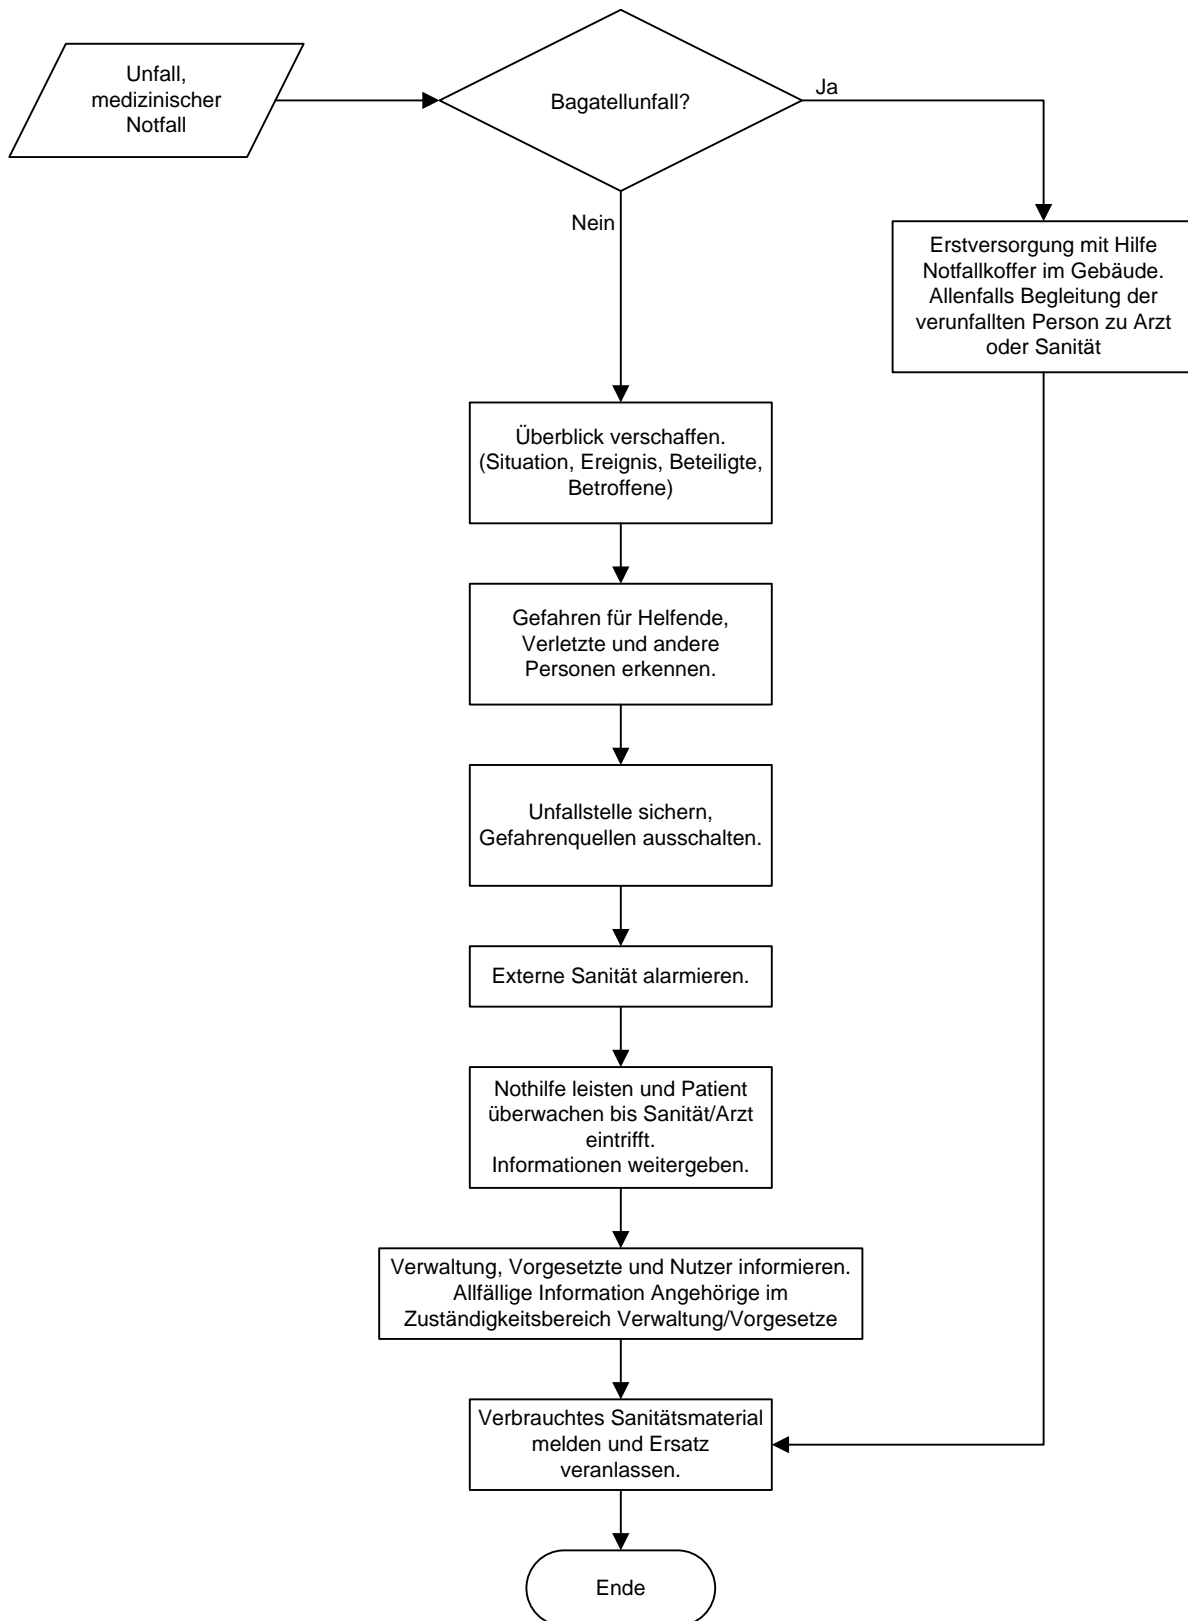 Unfall,
medizinischer
Notfall
Bagatellunfall?
Ja
Nein
Erstversorgung mit Hilfe
Notfallkoffer im Gebäude.
Allenfalls Begleitung der
verunfallten Person zu Arzt
oder Sanität
Überblick verschaffen.
(Situation, Ereignis, Beteiligte,
Betroffene)
Gefahren für Helfende,
Verletzte und andere
Personen erkennen.
Unfallstelle sichern,
Gefahrenquellen ausschalten.
Externe Sanität alarmieren.
Nothilfe leisten und Patient
überwachen bis Sanität/Arzt
eintrifft.
Informationen weitergeben.
Verwaltung, Vorgesetzte und Nutzer informieren.
Allfällige Information Angehörige im
Zuständigkeitsbereich Verwaltung/Vorgesetze
Verbrauchtes Sanitätsmaterial
melden und Ersatz
veranlassen.
Ende